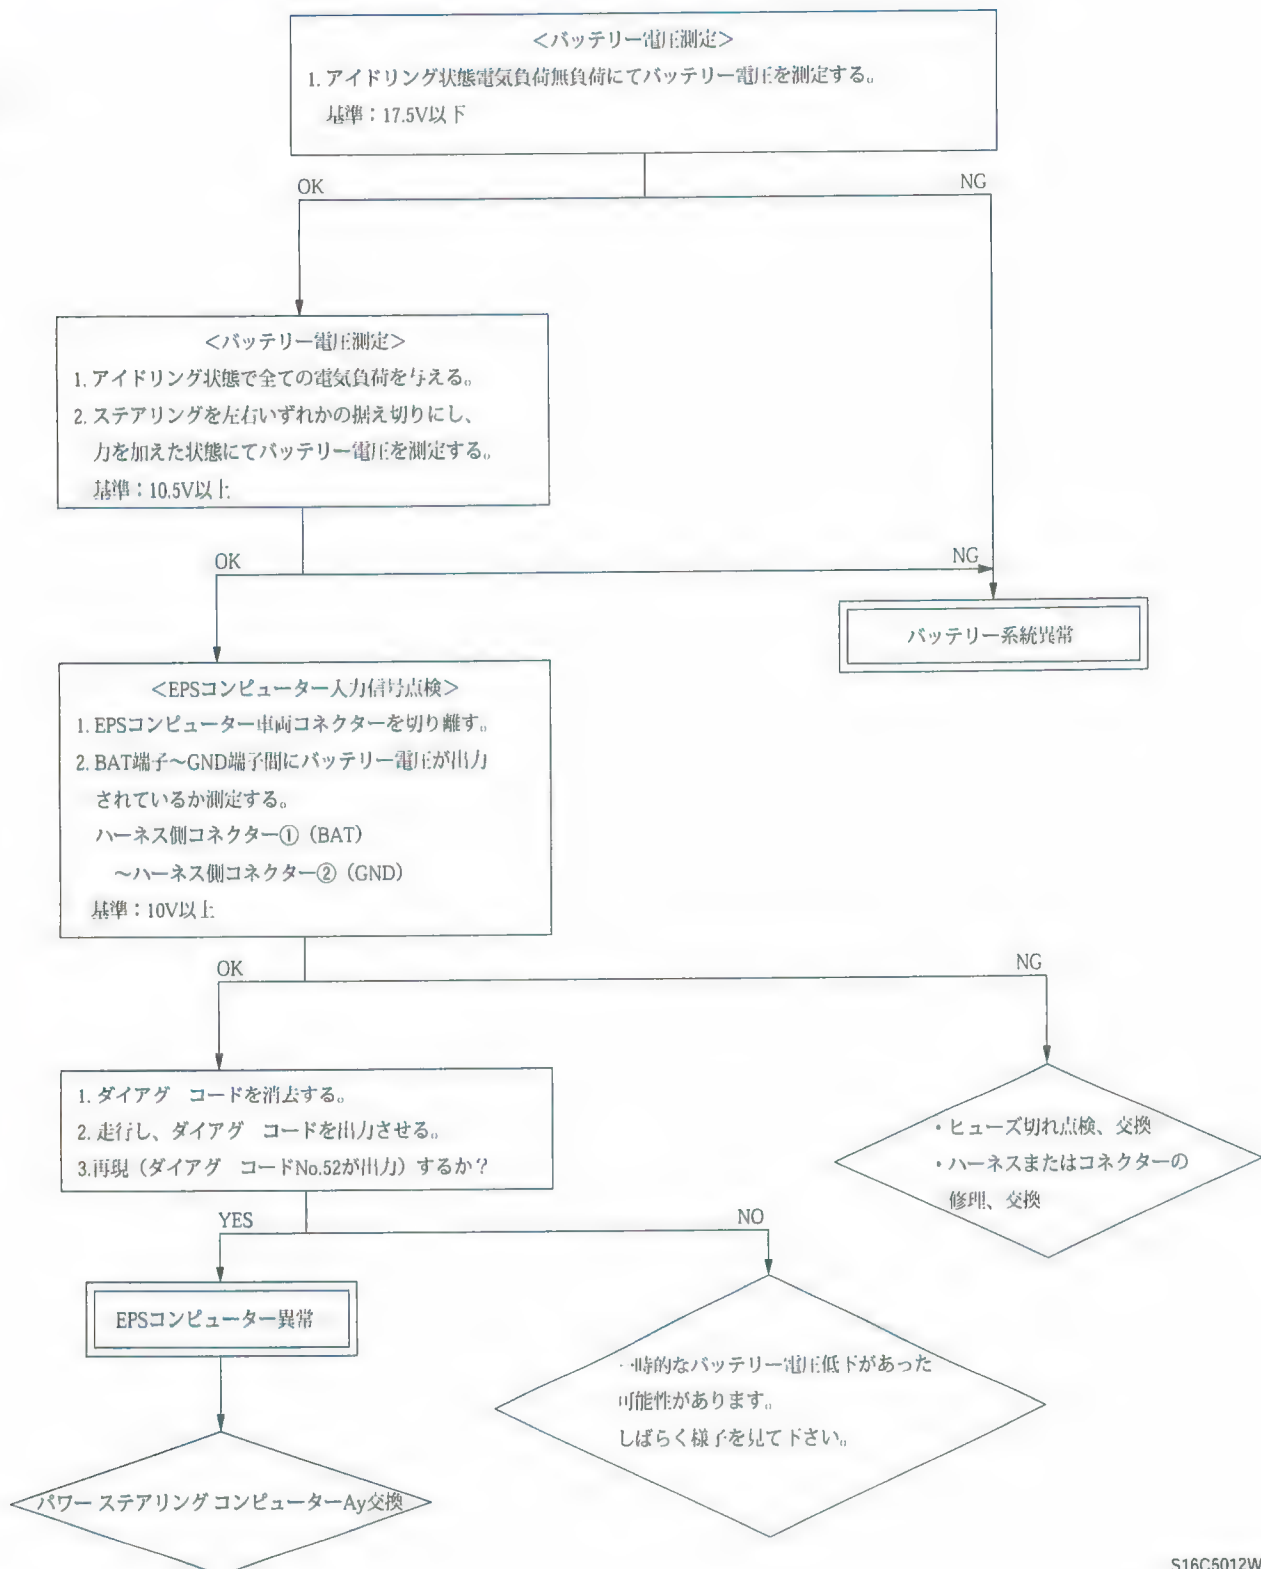 ＜バッテリー電圧測定＞
1. アイドリング状態電気負荷無負荷にてバッテリー電圧を測定する。
基準：17.5V以下
OK
NG
＜バッテリー電圧測定＞
1. アイドリング状態で全ての電気負荷を与える。
2. ステアリングを左右いずれかの据え切りにし、
力を加えた状態にてバッテリー電圧を測定する。
基準：10.5V以上
OK
NG
バッテリー系統異常
＜EPSコンピューター入力信号点検＞
1. EPSコンピューター車両コネクターを切り離す。
2. BAT端子～GND端子間にバッテリー電圧が出力
されているか測定する。
ハーネス側コネクター①（BAT）
～ハーネス側コネクター②（GND）
基準：10V以上
OK
NG
1. ダイアグ　コードを消去する。
2. 走行し、ダイアグ　コードを出力させる。
3.再現（ダイアグ　コードNo.52が出力）するか？
・ヒューズ切れ点検、交換
・ハーネスまたはコネクターの
修理、交換
YES
NO
EPSコンピューター異常
一時的なバッテリー電圧低下があった
可能性があります。
しばらく様子を見て下さい。
パワー ステアリング コンピューターAy交換
S16C5012W